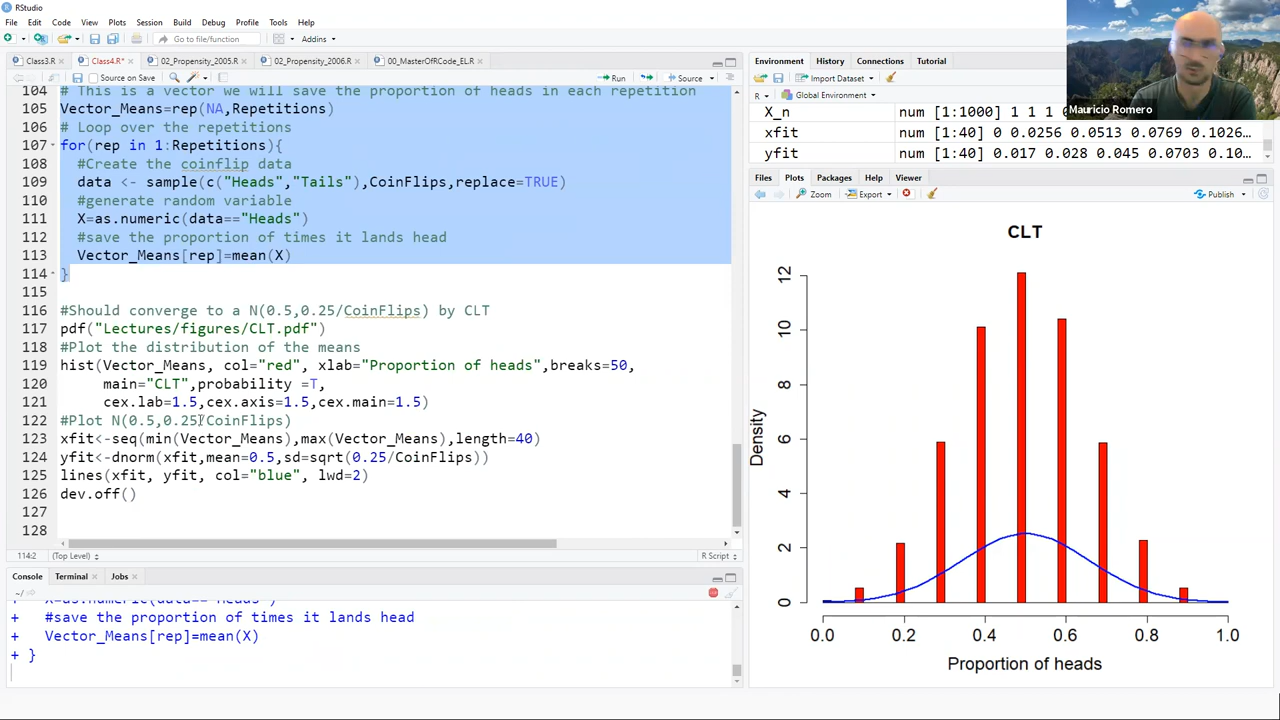 RStudio
File Edit Code View Plots Session Build Debug Profile Tools Help
Go to file/function Addins
Class3.R Class4.R* 02_Propensity_2005.R 02_Propensity_2006.R 00_MasterOfRCode_EL.R
Source on Save Run Source
104 # This is a vector we will save the proportion of heads in each repetition
105 Vector_Means=rep(NA,Repetitions)
106 # Loop over the repetitions
107 for(rep in 1:Repetitions){
108 #Create the coinflip data
109 data <- sample(c("Heads","Tails"),CoinFlips,replace=TRUE)
110 #generate random variable
111 X=as.numeric(data=="Heads")
112 #save the proportion of times it lands head
113 Vector_Means[rep]=mean(X)
114 }
115
116 #Should converge to a N(0.5,0.25/CoinFlips) by CLT
117 pdf("Lectures/figures/CLT.pdf")
118 #Plot the distribution of the means
119 hist(Vector_Means, col="red", xlab="Proportion of heads",breaks=50,
120 main="CLT",probability =T,
121 cex.lab=1.5,cex.axis=1.5,cex.main=1.5)
122 #Plot N(0.5,0.25/CoinFlips)
123 xfit<-seq(min(Vector_Means),max(Vector_Means),length=40)
124 yfit<-dnorm(xfit,mean=0.5,sd=sqrt(0.25/CoinFlips))
125 lines(xfit, yfit, col="blue", lwd=2)
126 dev.off()
127
128
114:2 (Top Level) R Script
Console Terminal Jobs
~/
+ #save the proportion of times it lands head
+ Vector_Means[rep]=mean(X)
+ }
Environment History Connections Tutorial
Import Dataset
R Global Environment
X_n num [1:1000] 1 1 1
xfit num [1:40] 0 0.0256 0.0513 0.0769 0.1026…
yfit num [1:40] 0.017 0.028 0.045 0.0703 0.10…
Mauricio Romero
Files Plots Packages Help Viewer
Zoom Export Publish
CLT
12
10
8
6
4
2
0
Density
0.0 0.2 0.4 0.6 0.8 1.0
Proportion of heads